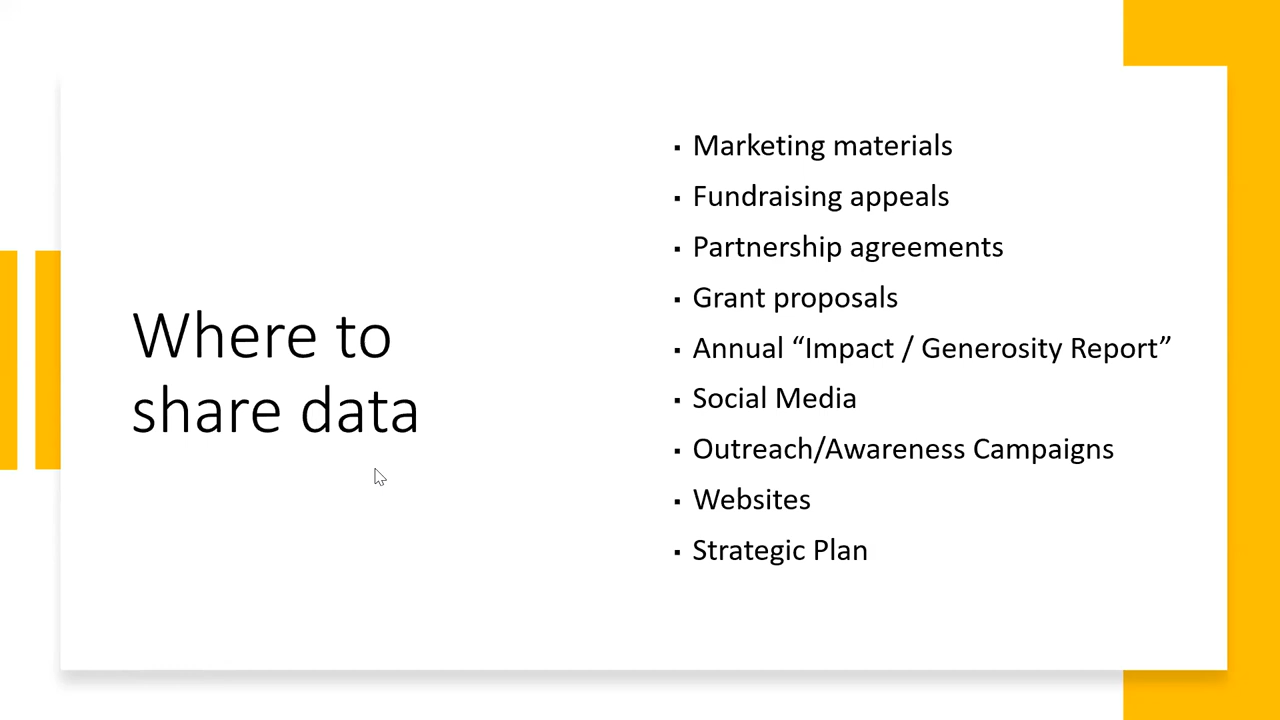 Where to
share data
▪ Marketing materials
▪ Fundraising appeals
▪ Partnership agreements
▪ Grant proposals
▪ Annual “Impact / Generosity Report”
▪ Social Media
▪ Outreach/Awareness Campaigns
▪ Websites
▪ Strategic Plan